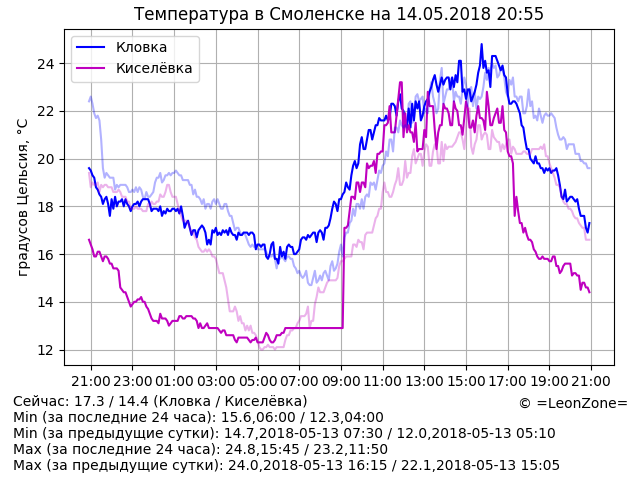 Температура в Смоленске на 14.05.2018 20:55
Кловка
Киселёвка
градусов Цельсия, °C
24
22
20
18
16
14
12
21:00 23:00 01:00 03:00 05:00 07:00 09:00 11:00 13:00 15:00 17:00 19:00 21:00
© =LeonZone=
Сейчас: 17.3 / 14.4 (Кловка / Киселёвка)
Min (за последние 24 часа): 15.6,06:00 / 12.3,04:00
Min (за предыдущие сутки): 14.7,2018-05-13 07:30 / 12.0,2018-05-13 05:10
Max (за последние 24 часа): 24.8,15:45 / 23.2,11:50
Max (за предыдущие сутки): 24.0,2018-05-13 16:15 / 22.1,2018-05-13 15:05